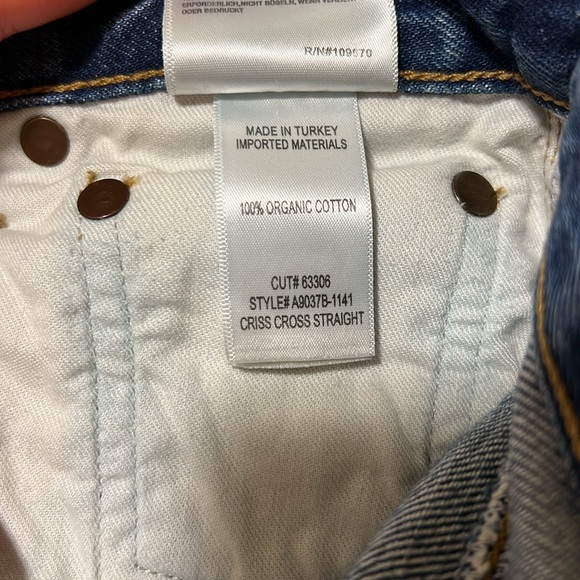 ERFORDERLICH, NICHT BÜGELN, WENN VERZIERT
ODER BEDRUCKT
R/N#109570
MADE IN TURKEY
IMPORTED MATERIALS
100% ORGANIC COTTON
CUT# 63306
STYLE# A9037B-1141
CRISS CROSS STRAIGHT